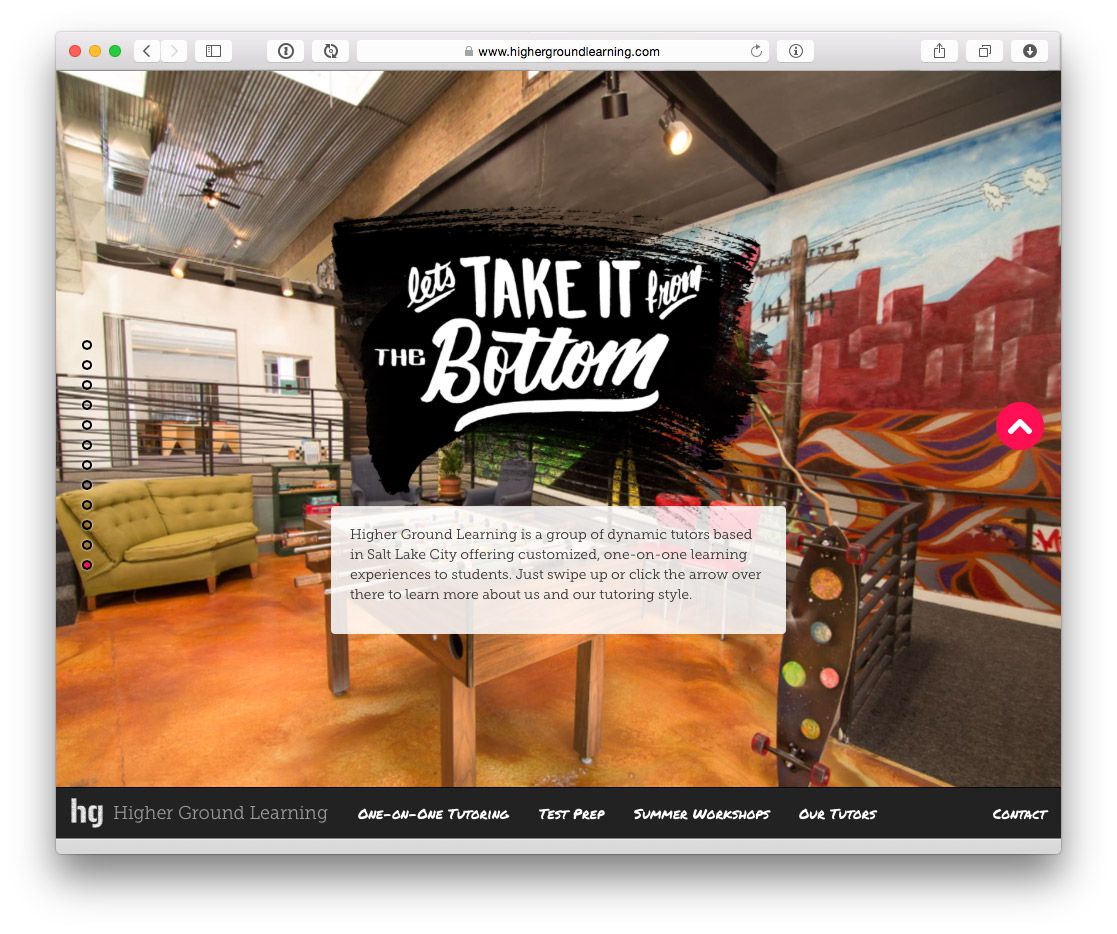 www.highergroundlearning.com
lets TAKE IT from
THE Bottom
Higher Ground Learning is a group of dynamic tutors based
in Salt Lake City offering customized, one-on-one learning
experiences to students. Just swipe up or click the arrow over
there to learn more about us and our tutoring style.
hg Higher Ground Learning One-on-One Tutoring Test Prep Summer Workshops Our Tutors Contact